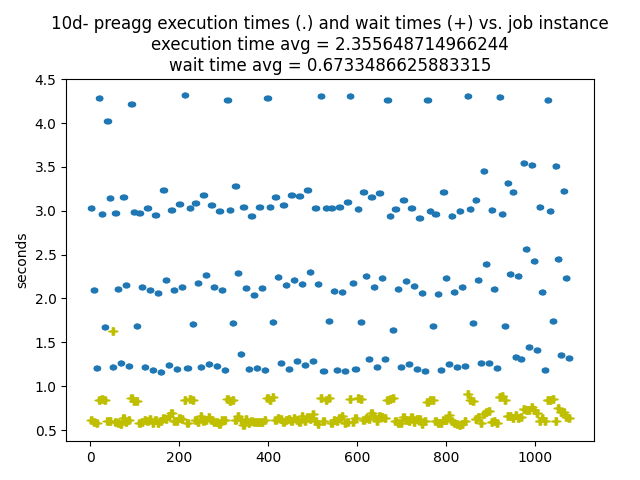 10d- preagg execution times (.) and wait times (+) vs. job instance
execution time avg = 2.355648714966244
wait time avg = 0.6733486625883315
4.5
4.0
3.5
3.0
2.5
2.0
1.5
1.0
0.5
seconds
0 200 400 600 800 1000